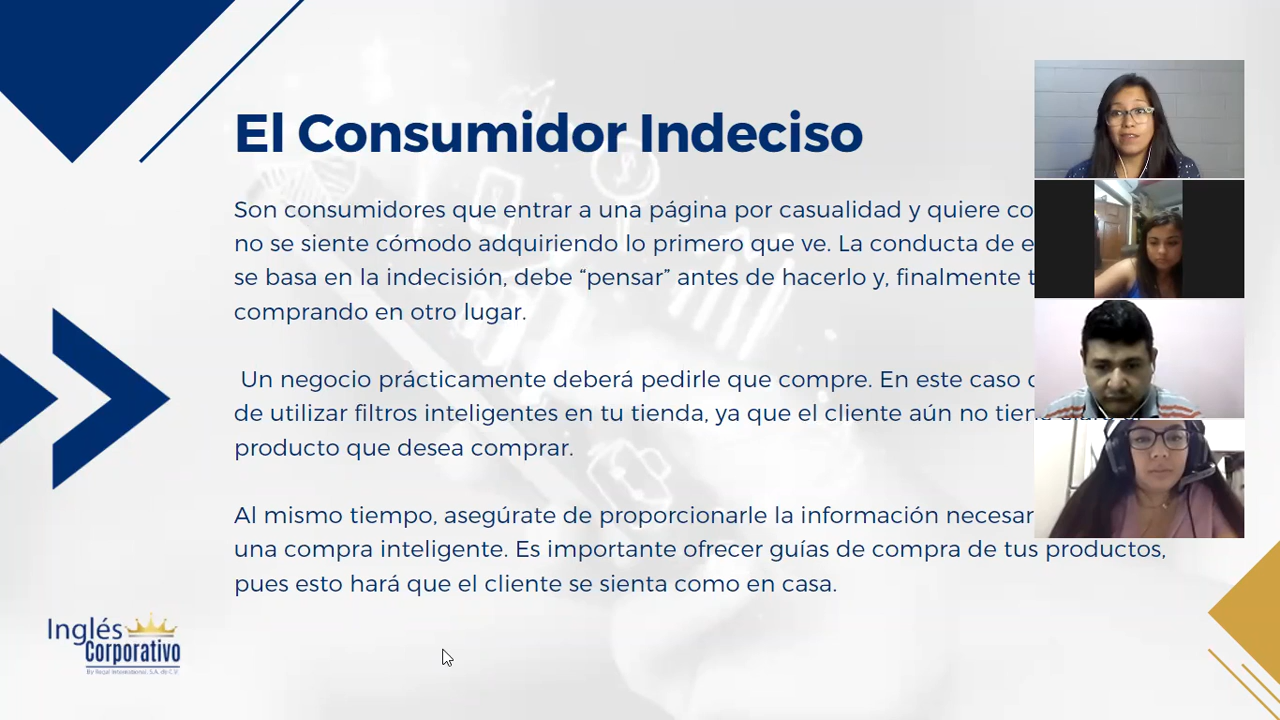 El Consumidor Indeciso
Son consumidores que entrar a una página por casualidad y quiere
no se siente cómodo adquiriendo lo primero que ve. La conducta de
se basa en la indecisión, debe “pensar” antes de hacerlo y, finalmente
comprando en otro lugar.
Un negocio prácticamente deberá pedirle que compre. En este caso
de utilizar filtros inteligentes en tu tienda, ya que el cliente aún no
producto que desea comprar.
Al mismo tiempo, asegúrate de proporcionarle la información
una compra inteligente. Es importante ofrecer guías de compra de tus productos,
pues esto hará que el cliente se sienta como en casa.
Inglés
Corporativo
By Regal International, S.A. de C.V.